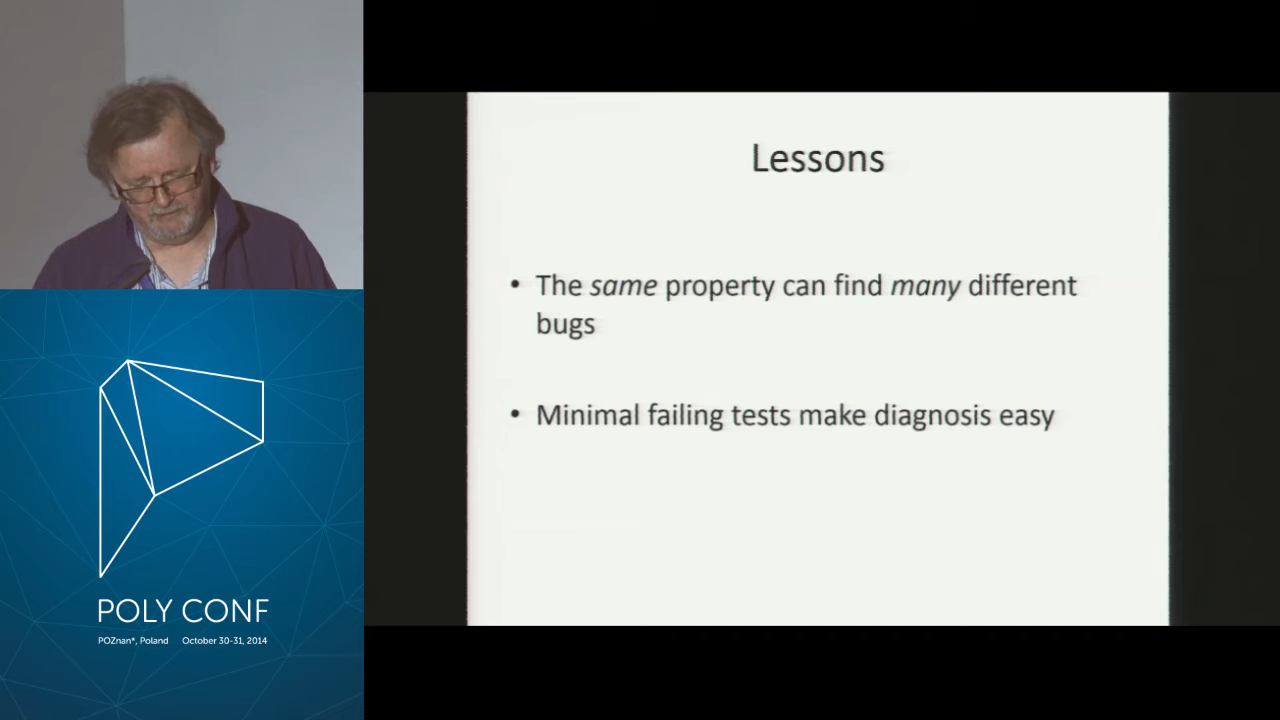 Lessons
• The same property can find many different
bugs
• Minimal failing tests make diagnosis easy
POLY CONF
POZnan*, Poland October 30-31, 2014